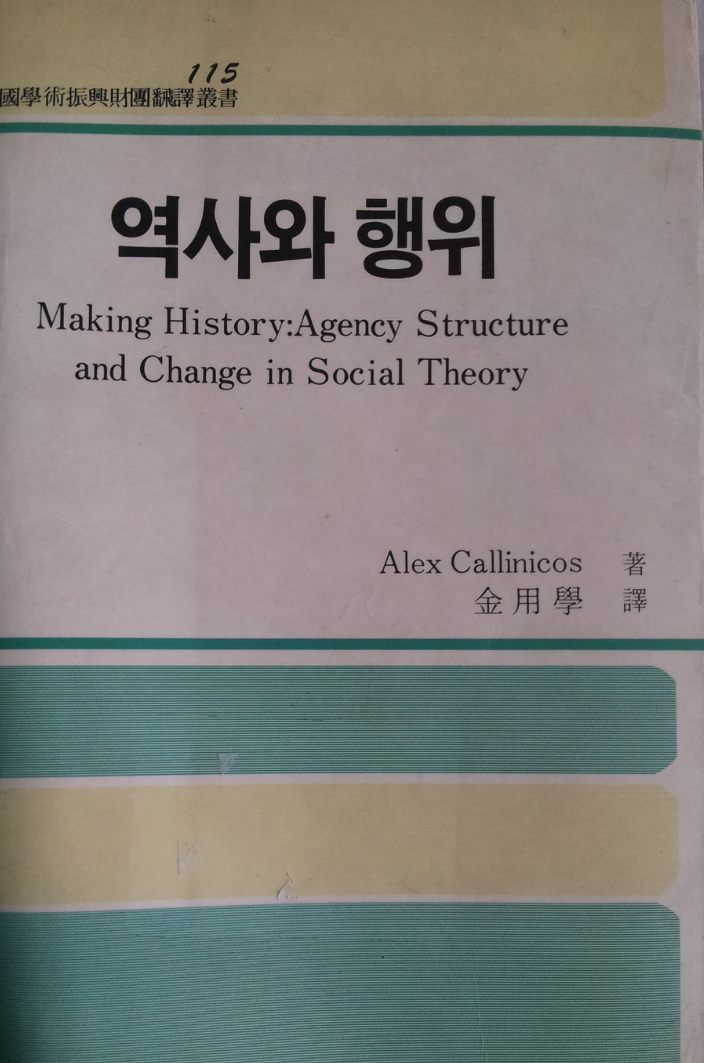 115
國學術振興財團飜譯叢書
역사와 행위
Making History:Agency Structure
and Change in Social Theory
Alex Callinicos 著
金用學 譯